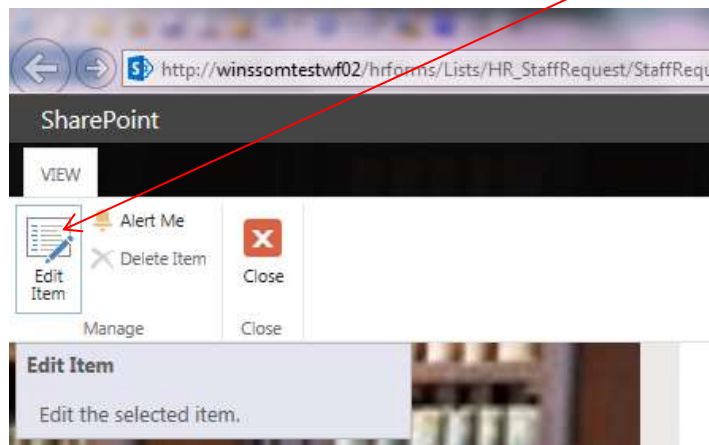 http://winssomtestwf02/hrforms/Lists/HR_StaffRequest/StaffRequ
SharePoint
VIEW
Edit Item
Alert Me
Delete Item
Close
Manage
Close
Edit Item
Edit the selected item.